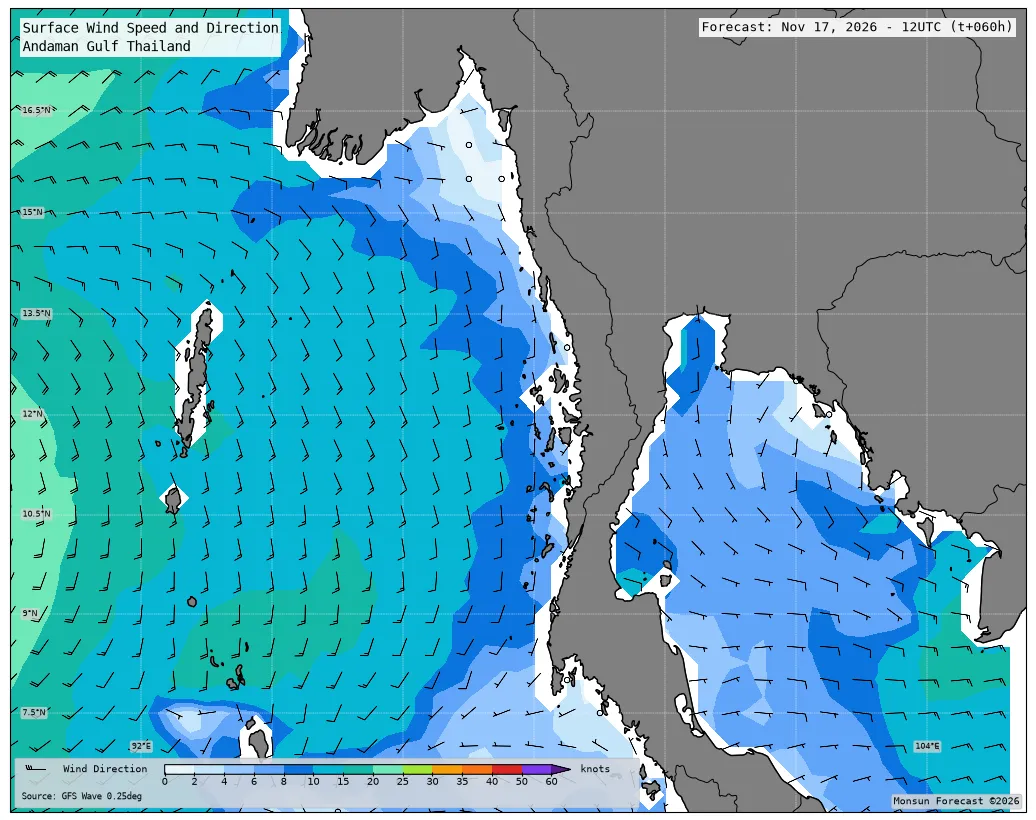 Surface Wind Speed and Direction
Andaman Gulf Thailand
Forecast: Nov 17, 2026 - 12UTC (t+060h)
16.5°N
15°N
13.5°N
12°N
10.5°N
9°N
7.5°N
92°E
104°E
Wind Direction
0 2 4 6 8 10 15 20 25 30 35 40 50 60
knots
Source: GFS Wave 0.25deg
Monsun Forecast ©2026